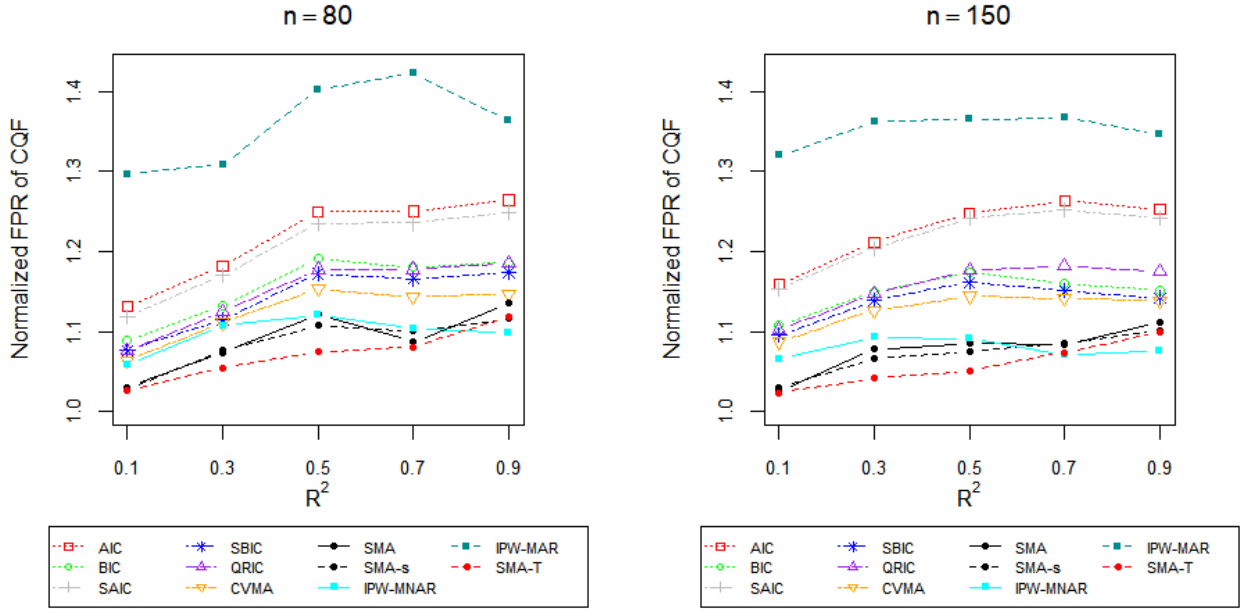 n = 80
Normalized FPR of CQF
1.4
1.3
1.2
1.1
1.0
0.1 0.3 0.5 0.7 0.9
R²
AIC SBIC SMA IPW-MAR
BIC QRIC SMA-s SMA-T
SAIC CVMA IPW-MNAR
n = 150
Normalized FPR of CQF
1.4
1.3
1.2
1.1
1.0
0.1 0.3 0.5 0.7 0.9
R²
AIC SBIC SMA IPW-MAR
BIC QRIC SMA-s SMA-T
SAIC CVMA IPW-MNAR